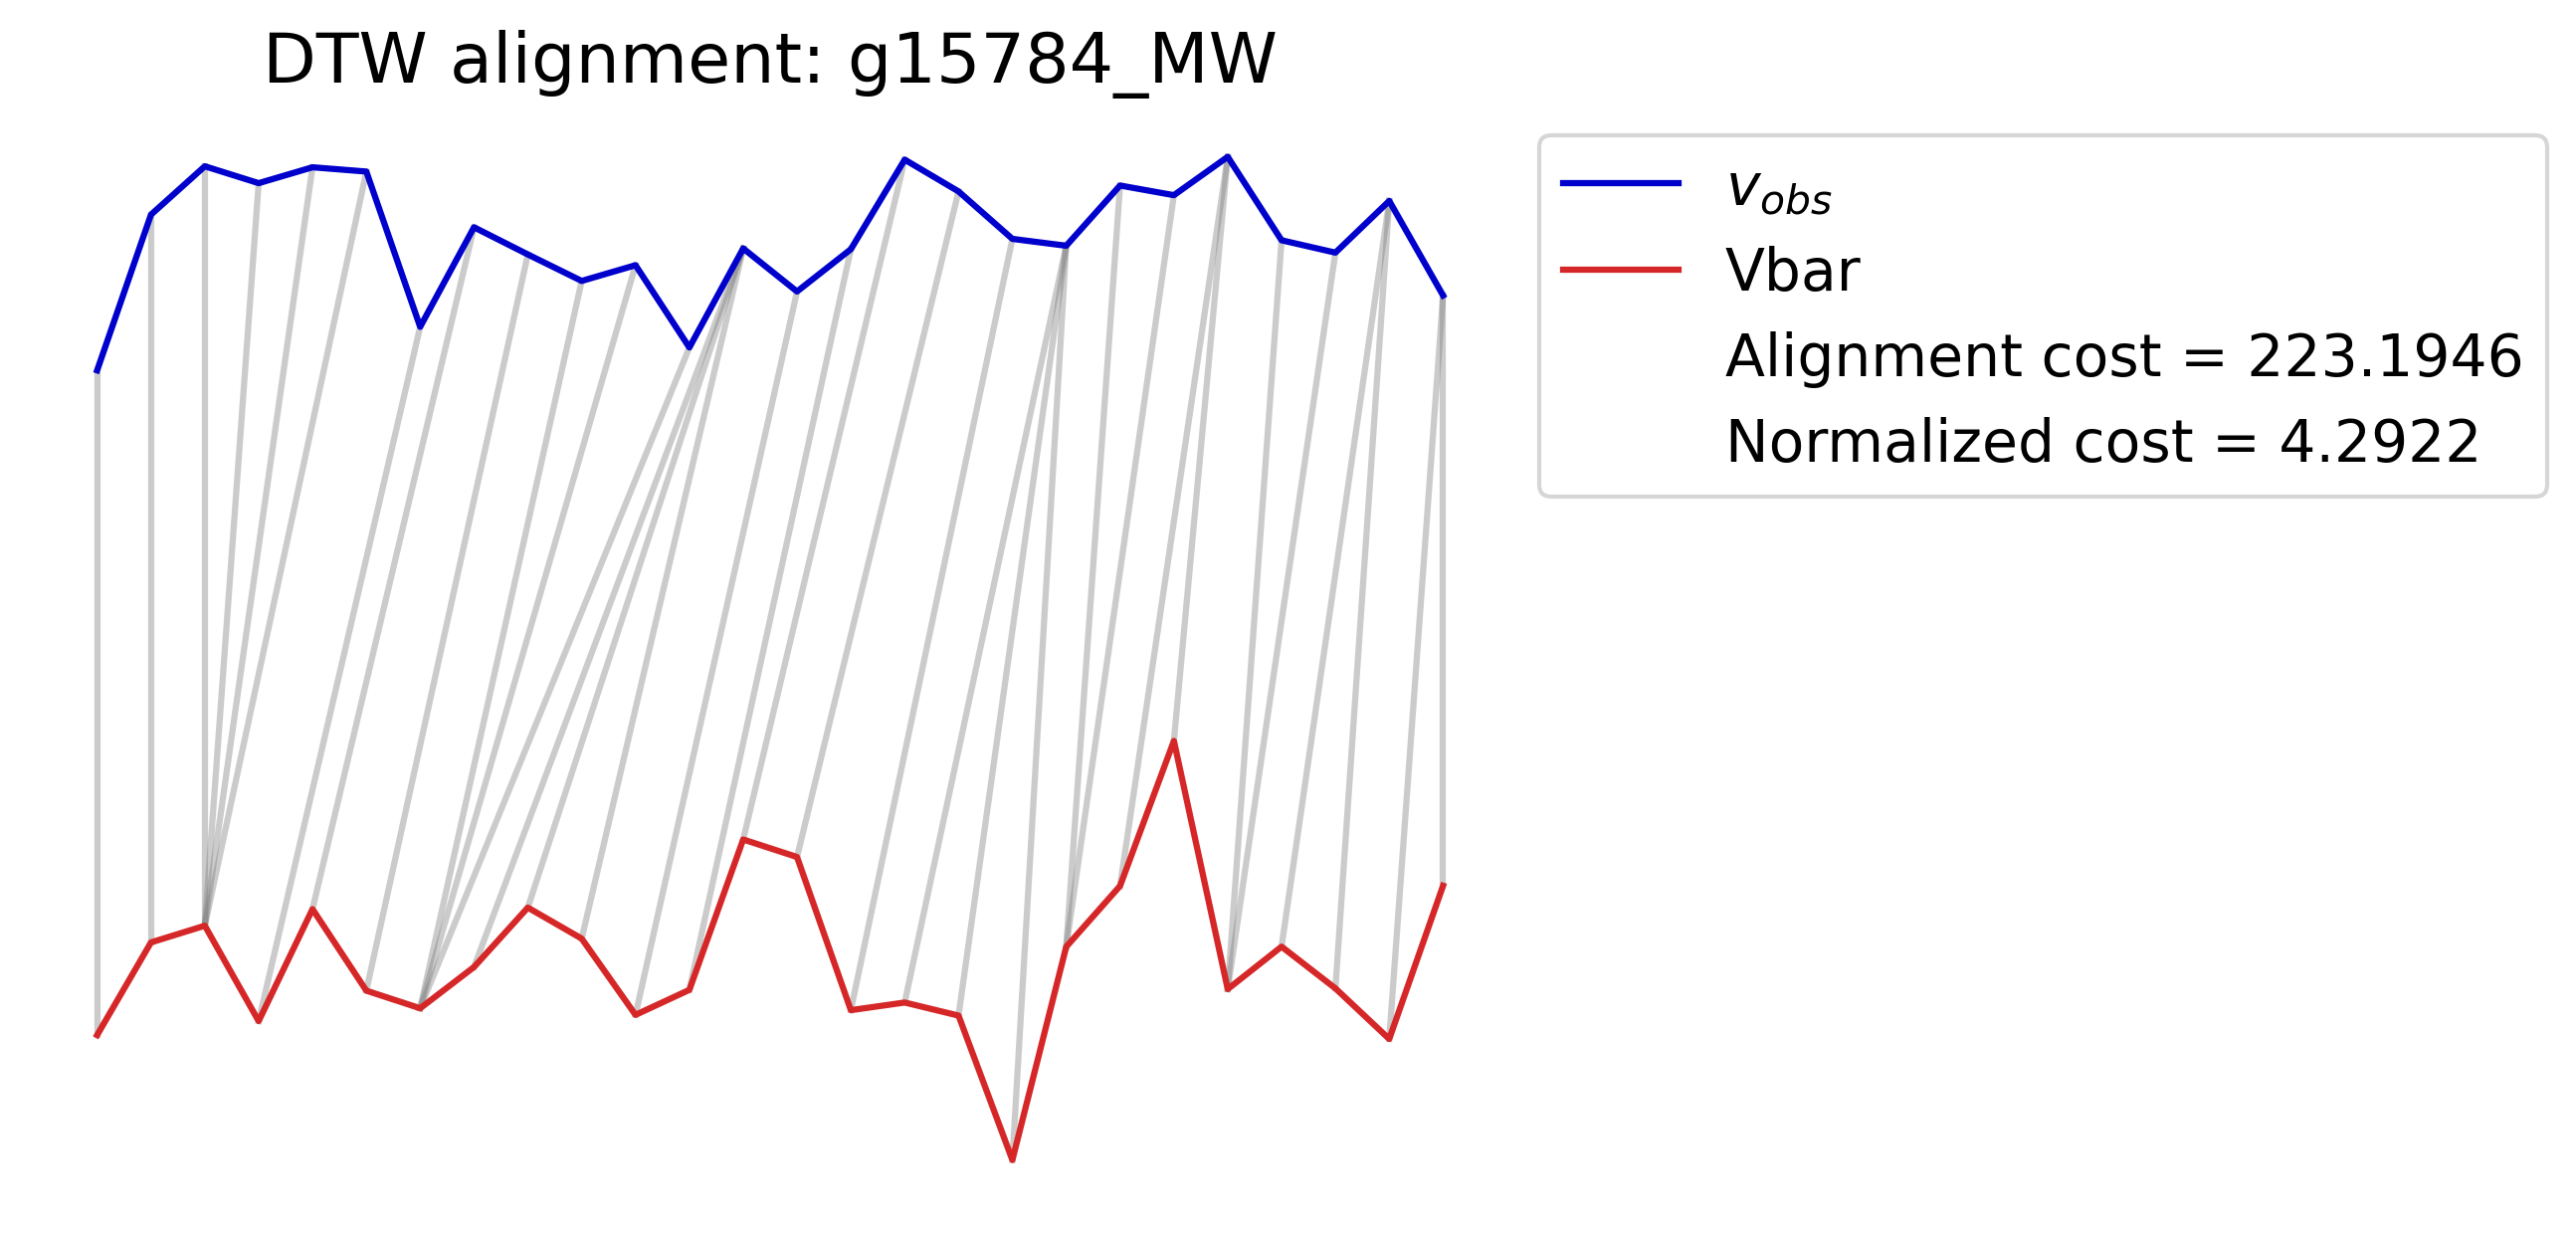 DTW alignment: g15784_MW
v_obs
Vbar
Alignment cost = 223.1946
Normalized cost = 4.2922